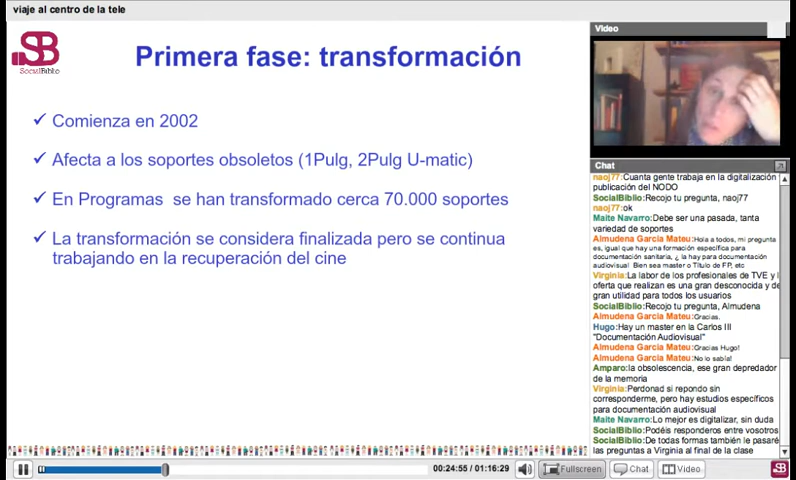 viaje al centro de la tele
SB
SocialBiblio
Primera fase: transformación
✓ Comienza en 2002
✓ Afecta a los soportes obsoletos (1Pulg, 2Pulg U-matic)
✓ En Programas se han transformado cerca 70.000 soportes
✓ La transformación se considera finalizada pero se continua
trabajando en la recuperación del cine
Video
Chat
naoj77:Cuanta gente trabaja en la digitalización
publicación del NODO
SocialBiblio:Recojo tu pregunta, naoj77
naoj77:ok
Maite Navarro:Debe ser una pasada, tanta
variedad de soportes
Almudena García Mateu:Hola a todos, mi pregunta
es, igual que hay una formación específica para
documentación sanitaria, ¿ la hay para documentación
audiovisual Bien sea master o Título de FP, etc
Virginia:La labor de los profesionales de TVE y l
oferta que realizan es una gran desconocida y de
gran utilidad para todos los usuarios
SocialBiblio:Recojo tu pregunta, Almudena
Almudena García Mateu:Gracias.
Hugo:Hay un master en la Carlos III
"Documentación Audiovisual"
Almudena García Mateu:Gracias Hugo!
Almudena García Mateu:No lo sabía!
Amparo:la obsolescencia, ese gran depredador
de la memoria
Virginia:Perdonad si repondo sin
corresponderme, pero hay estudios específicos
para documentación audiovisual
Maite Navarro:Lo mejor es digitalizar, sin duda
SocialBiblio:Podéis responderos entre vosotros
SocialBiblio:De todas formas también le pasaré
las preguntas a Virginia al final de la clase
00:24:55 / 01:16:29
Fullscreen
Chat
Video
SB